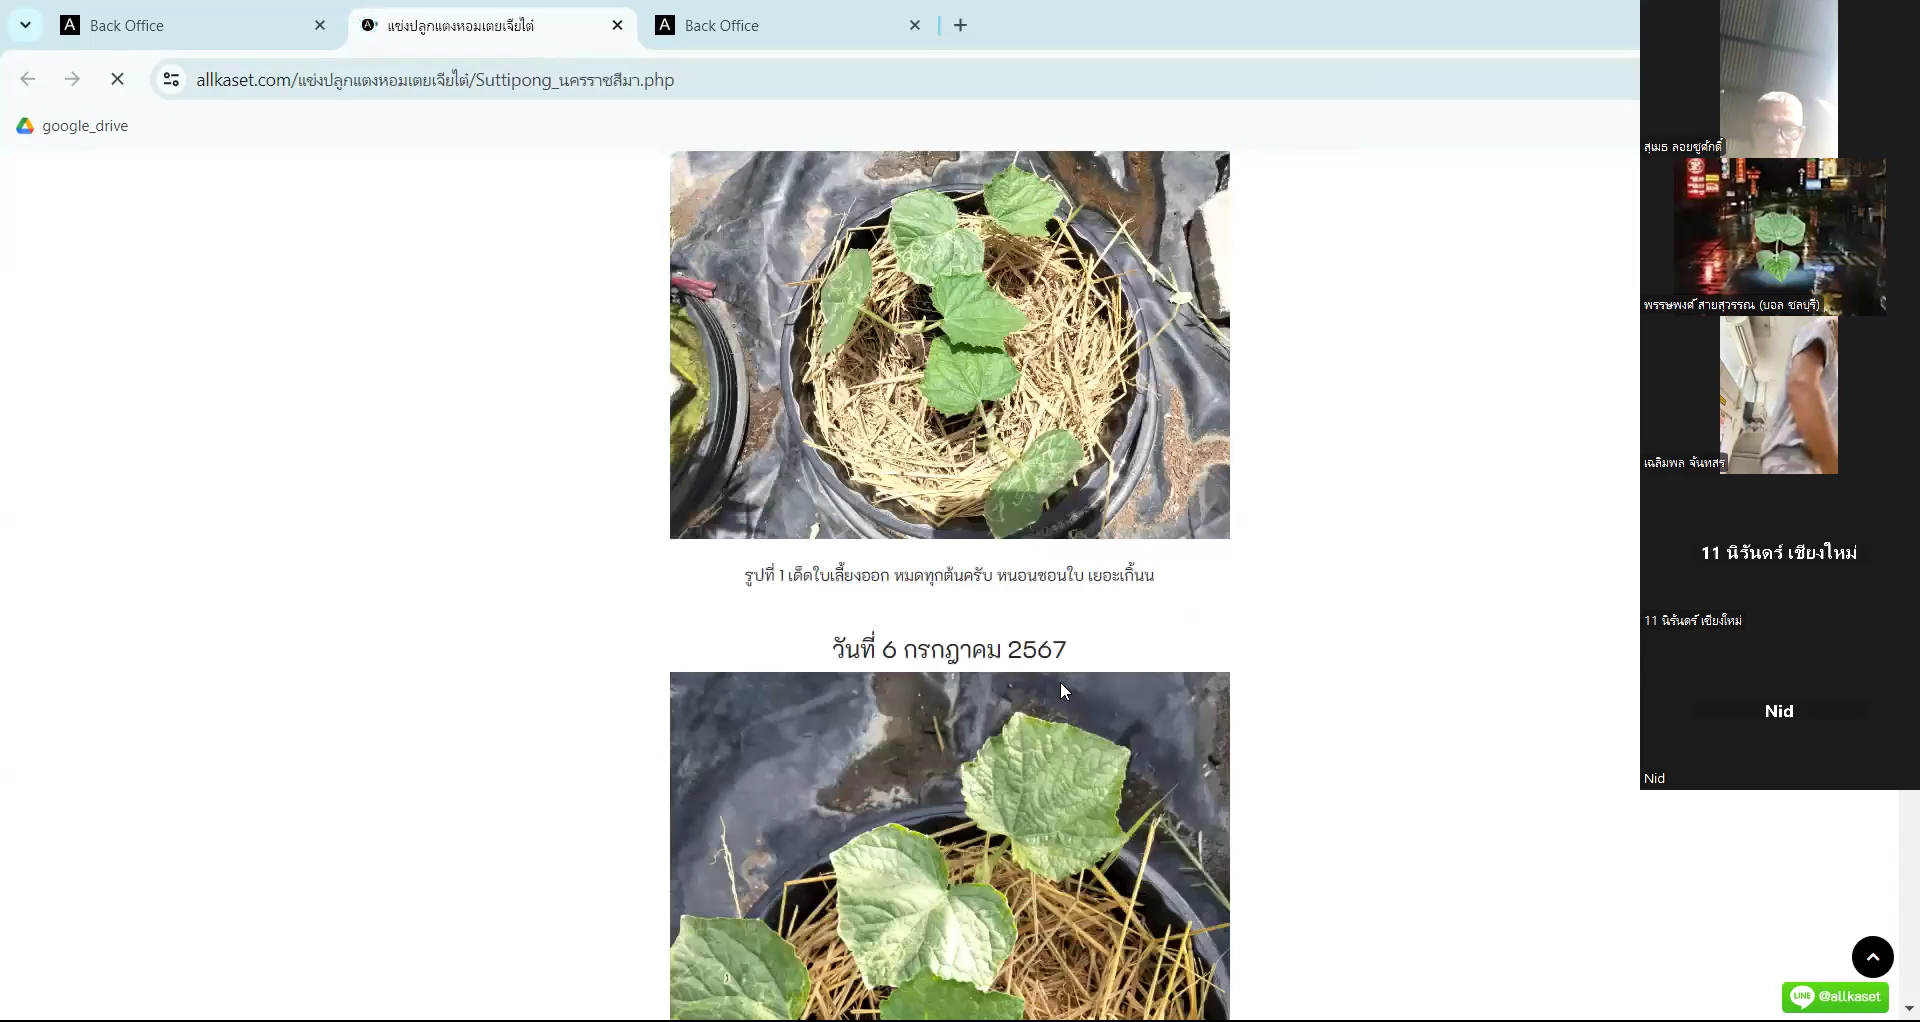 Back Office
แข่งปลูกแตงหอมเตยเจียไต๋
Back Office
allkaset.com/แข่งปลูกแตงหอมเตยเจียไต๋/Suttipong_นครราชสีมา.php
google_drive
รูปที่ 1 เด็ดใบเลี้ยงออก หมดทุกต้นครับ หนอนชอนใบ เยอะเกิ้นน
วันที่ 6 กรกฎาคม 2567
สุเมธ ลอยชูศักดิ์
พรรษพงศ์ สายสุวรรณ (บอล ชลบุรี)
เฉลิมพล จันทสร
11 นิรันดร์ เชียงใหม่
11 นิรันดร์ เชียงใหม่
Nid
Nid
LINE @allkaset